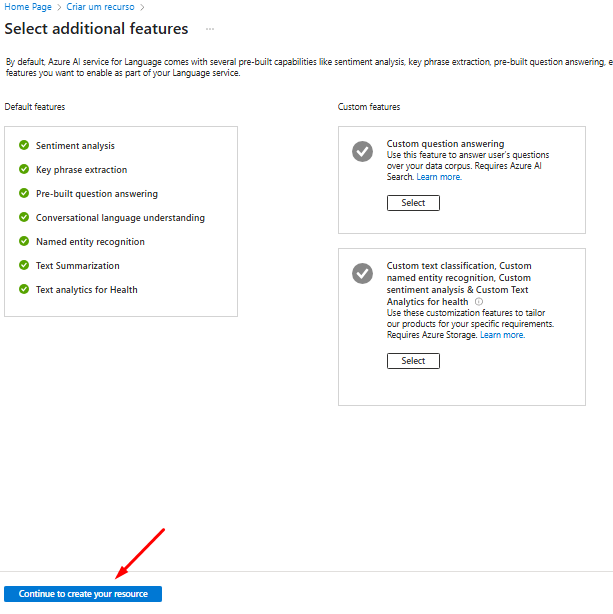 Home Page > Criar um recurso >
Select additional features ...
By default, Azure AI service for Language comes with several pre-built capabilities like sentiment analysis, key phrase extraction, pre-built question answering, e
features you want to enable as part of your Language service.
Default features
Sentiment analysis
Key phrase extraction
Pre-built question answering
Conversational language understanding
Named entity recognition
Text Summarization
Text analytics for Health
Custom features
Custom question answering
Use this feature to answer user's questions
over your data corpus. Requires Azure AI
Search. Learn more.
Select
Custom text classification, Custom
named entity recognition, Custom
sentiment analysis & Custom Text
Analytics for health
Use these customization features to tailor
our products for your specific requirements.
Requires Azure Storage. Learn more.
Select
Continue to create your resource